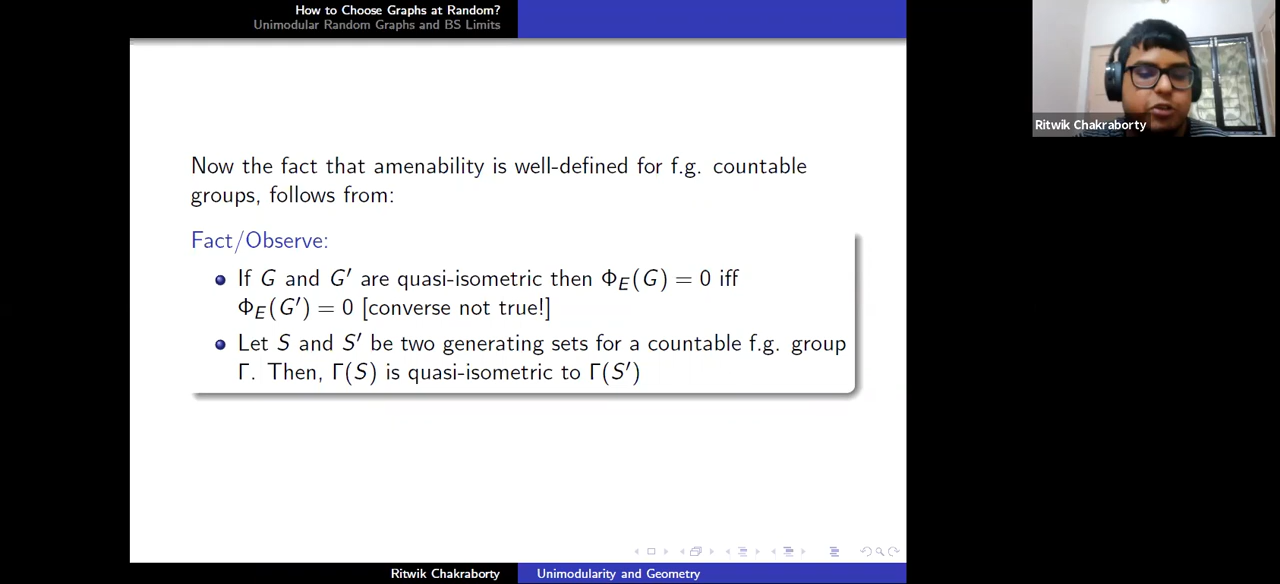 How to Choose Graphs at Random?
Unimodular Random Graphs and BS Limits
Ritwik Chakraborty
Now the fact that amenability is well-defined for f.g. countable
groups, follows from:
Fact/Observe:
If G and G′ are quasi-isometric then Φ_E(G) = 0 iff
Φ_E(G′) = 0 [converse not true!]
Let S and S′ be two generating sets for a countable f.g. group
Γ. Then, Γ(S) is quasi-isometric to Γ(S′)
Ritwik Chakraborty Unimodularity and Geometry